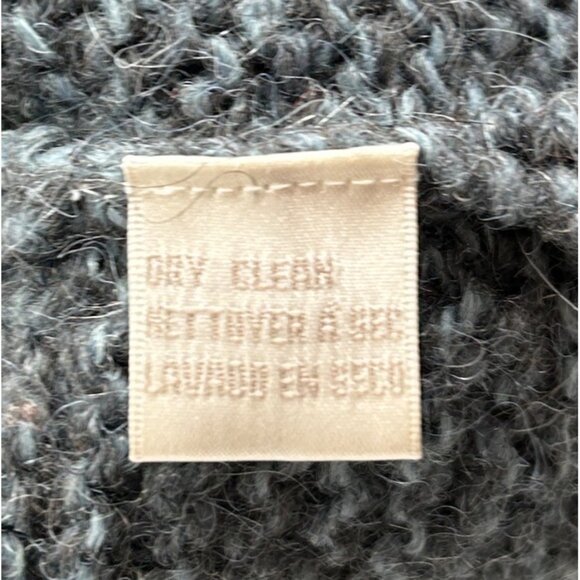 DRY CLEAN
NETTOYER À SEC
LAVADO EN SECO